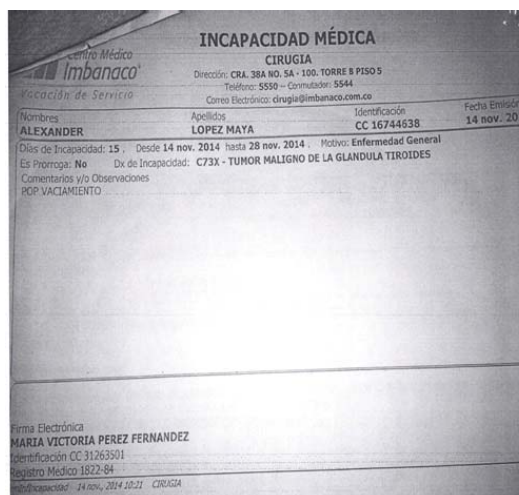 INCAPACIDAD MÉDICA
Centro Médico
Imbanaco
Vocación de Servicio
CIRUGIA
Dirección: CRA. 38A NO. 5A - 100. TORRE B PISO 5
Teléfono: 5550 -- Conmutador: 5544
Correo Electrónico: cirugia@imbanaco.com.co
Nombres Apellidos Identificación Fecha Emisión
ALEXANDER LOPEZ MAYA CC 16744638 14 nov. 20
Días de Incapacidad: 15 . Desde 14 nov. 2014 hasta 28 nov. 2014 . Motivo: Enfermedad General
Es Prorroga: No Dx de Incapacidad: C73X - TUMOR MALIGNO DE LA GLANDULA TIROIDES
Comentarios y/o Observaciones
POP VACIAMIENTO
Firma Electrónica
MARIA VICTORIA PEREZ FERNANDEZ
Identificación CC 31263501
Registro Medico 1822-84
14 nov., 2014 10:21 CIRUGIA